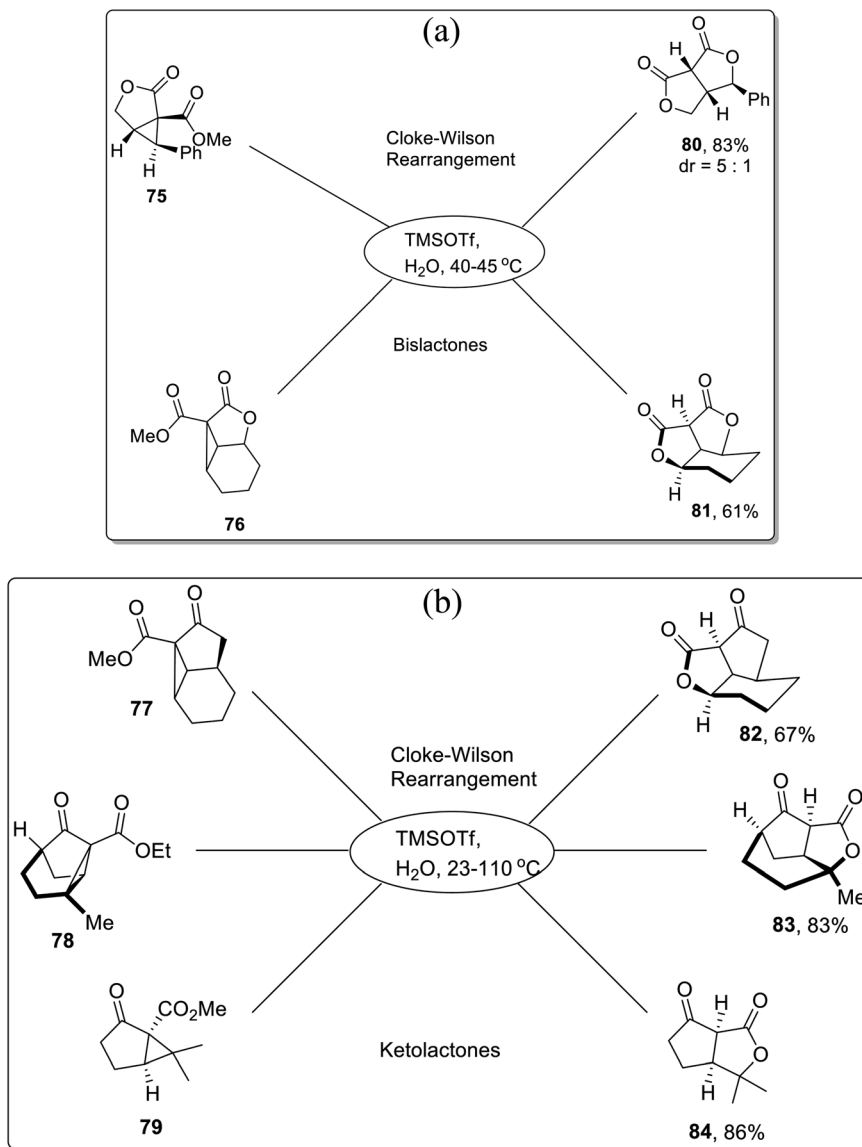 (a)
O
O
O
O
OMe
H
Ph
H
75
Cloke-Wilson
Rearrangement
O
O
H
O
O
H
Ph
80, 83%
dr = 5 : 1
TMSOTf,
H₂O, 40-45 °C
Bislactones
O
O
O
MeO
76
O
H
O
O
O
H
81, 61%
(b)
O
O
MeO
77
Cloke-Wilson
Rearrangement
O
O
H
O
H
82, 67%
O
O
H
OEt
Me
78
TMSOTf,
H₂O, 23-110 °C
O
H
H
O
O
Me
83, 83%
O
CO₂Me
H
79
Ketolactones
O
H
O
O
H
84, 86%